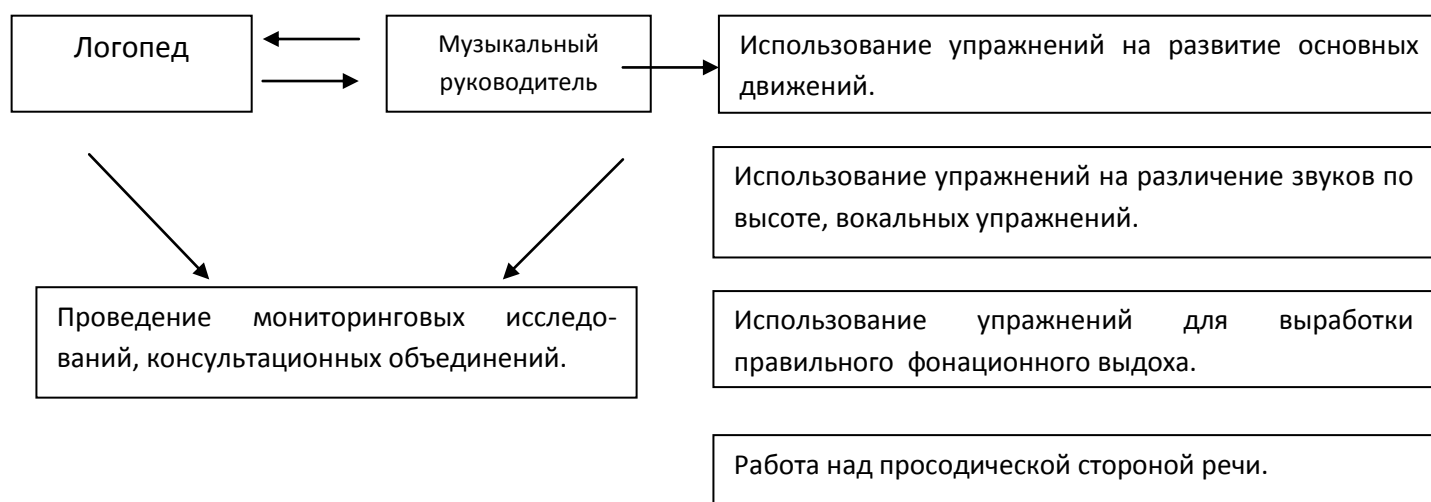 Логопед
Музыкальный
руководитель
Использование упражнений на развитие основных
движений.
Использование упражнений на различение звуков по
высоте, вокальных упражнений.
Проведение мониторинговых исследо-
ваний, консультационных объединений.
Использование упражнений для выработки
правильного фонационного выдоха.
Работа над просодической стороной речи.